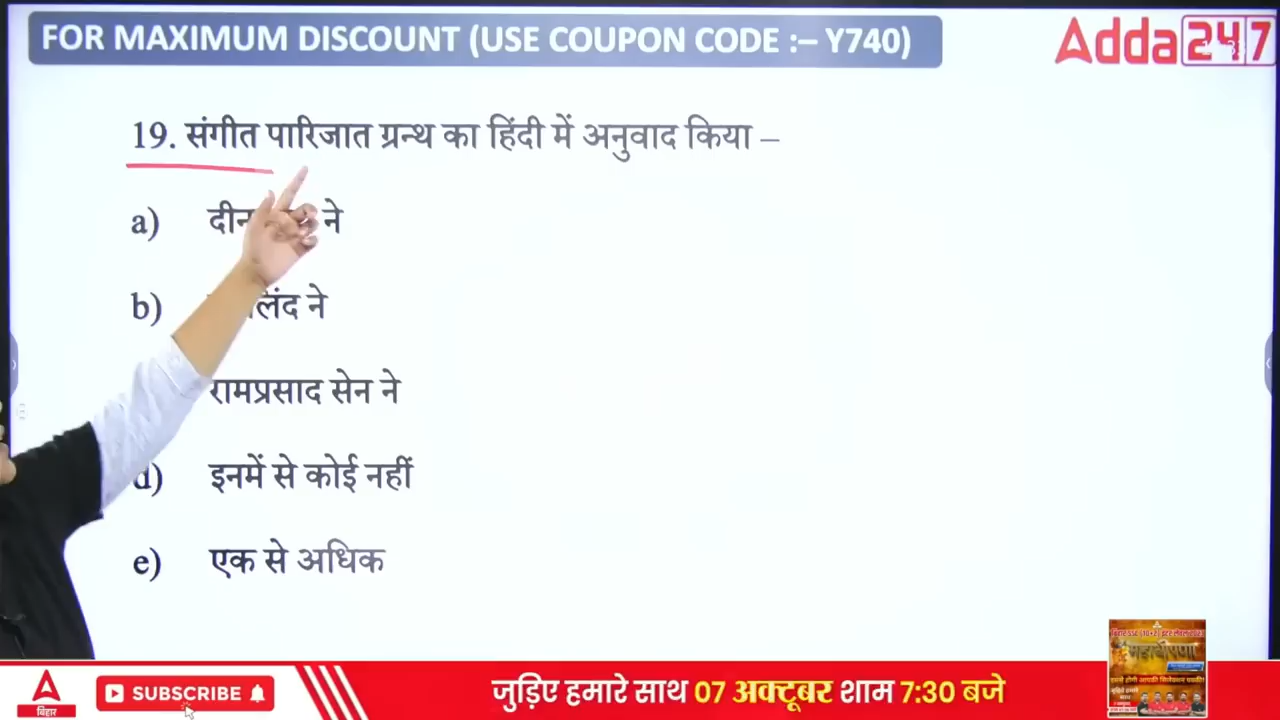 FOR MAXIMUM DISCOUNT (USE COUPON CODE :– Y740)
Adda247
19. संगीत पारिजात ग्रन्थ का हिंदी में अनुवाद किया –
a) ने
b) ने
रामप्रसाद सेन ने
d) इनमें से कोई नहीं
e) एक से अधिक
बिहार
SUBSCRIBE
जुड़िए हमारे साथ 07 अक्टूबर शाम 7:30 बजे